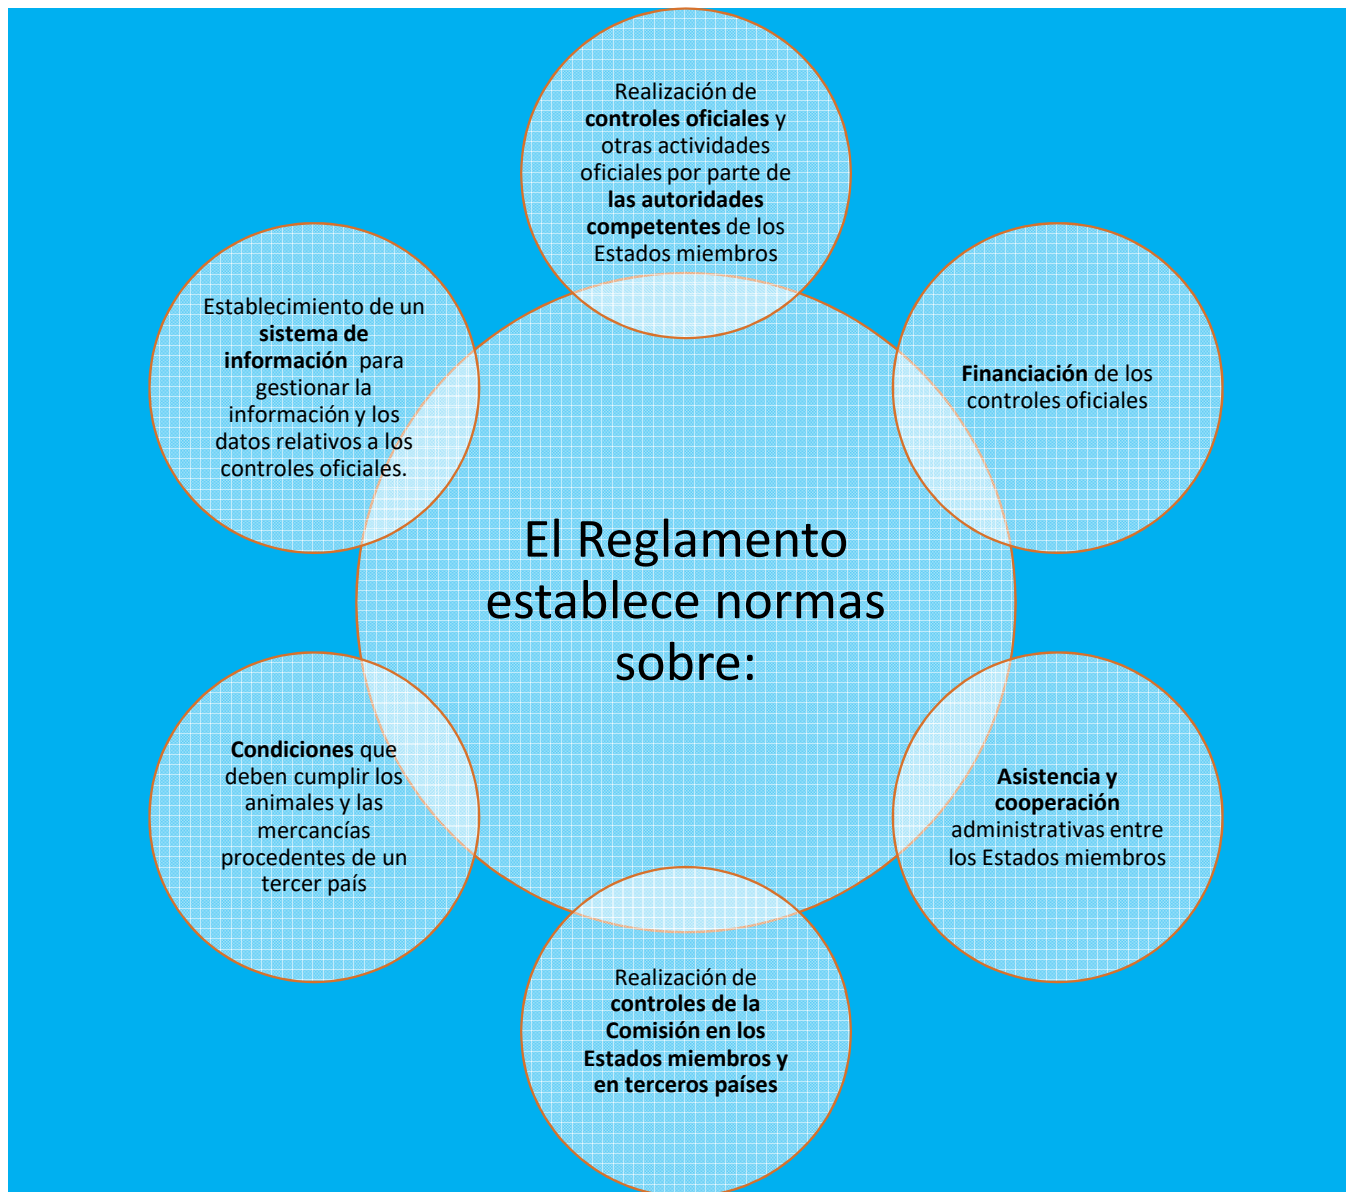 Realización de
controles oficiales y
otras actividades
oficiales por parte de
las autoridades
competentes de los
Estados miembros
Financiación de los
controles oficiales
Asistencia y
cooperación
administrativas entre
los Estados miembros
Realización de
controles de la
Comisión en los
Estados miembros y
en terceros países
Condiciones que
deben cumplir los
animales y las
mercancías
procedentes de un
tercer país
Establecimiento de un
sistema de
información para
gestionar la
información y los
datos relativos a los
controles oficiales.
El Reglamento
establece normas
sobre: